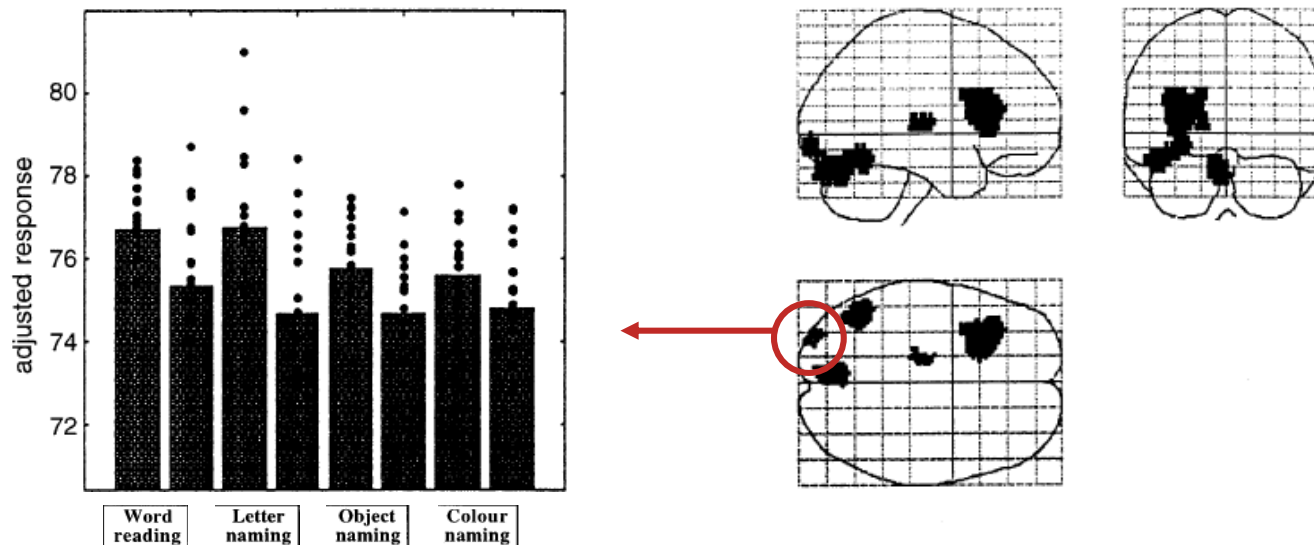 80
78
76
74
72
adjusted response
Word
reading
Letter
naming
Object
naming
Colour
naming